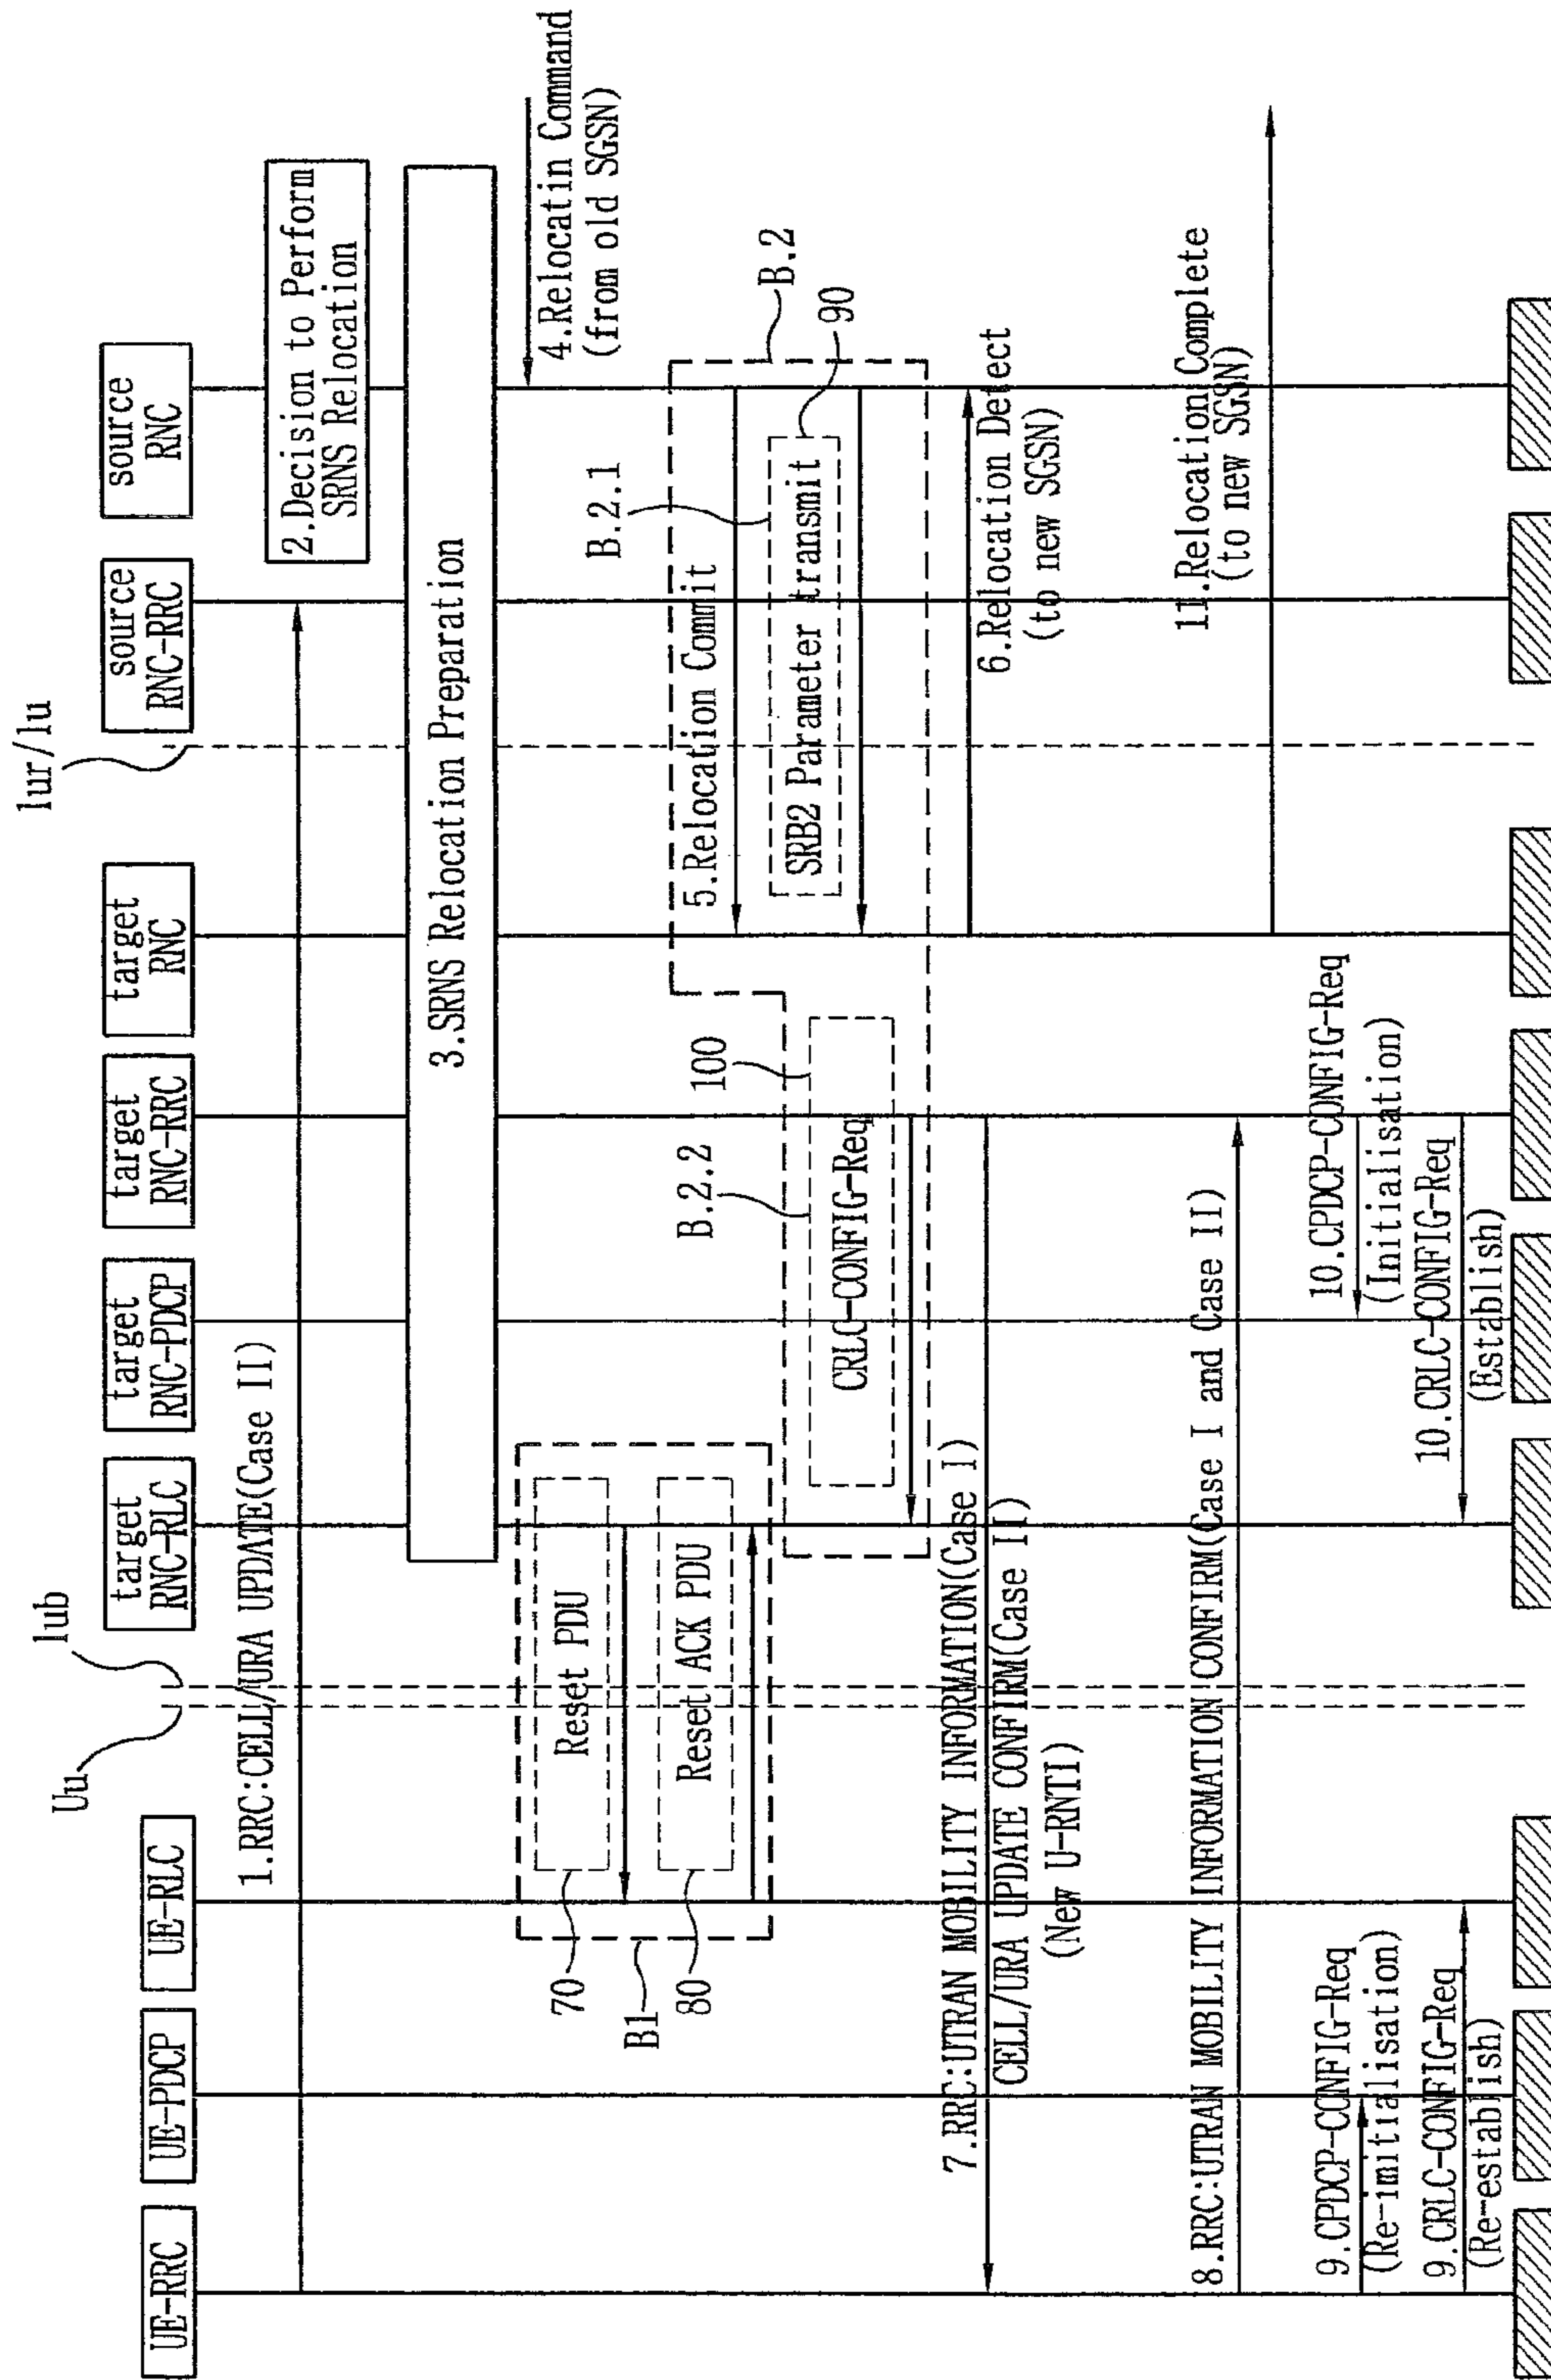 Uu
lub
lur/lu
UE-RRC
UE-PDCP
UE-RLC
target
RNC-RLC
target
RNC-PDCP
target
RNC-RRC
target
RNC
source
RNC-RRC
source
RNC
1.RRC:CELL/URA UPDATE(Case II)
2.Decision to Perform
SRNS Relocation
3.SRNS Relocation Preparation
4.Relocatin Command
(from old SGSN)
70
Reset PDU
80
Reset ACK PDU
B1
B.2
5.Relocation Commit
B.2.1
90
SRB2 Parameter transmit
B.2.2
100
CRLC-CONFIG-Req
6.Relocation Detect
(to new SGSN)
7.RRC:UTRAN MOBILITY INFORMATION(Case I)
CELL/URA UPDATE CONFIRM(Case II)
(New U-RNTI)
8.RRC:UTRAN MOBILITY INFORMATION CONFIRM(Case I and Case II)
11.Relocation Complete
(to new SGSN)
9.CPDCP-CONFIG-Req
(Re-imitialisation)
9.CRLC-CONFIG-Req
(Re-establish)
10.CPDCP-CONFIG-Req
(Initialisation)
10.CRLC-CONFIG-Req
(Establish)